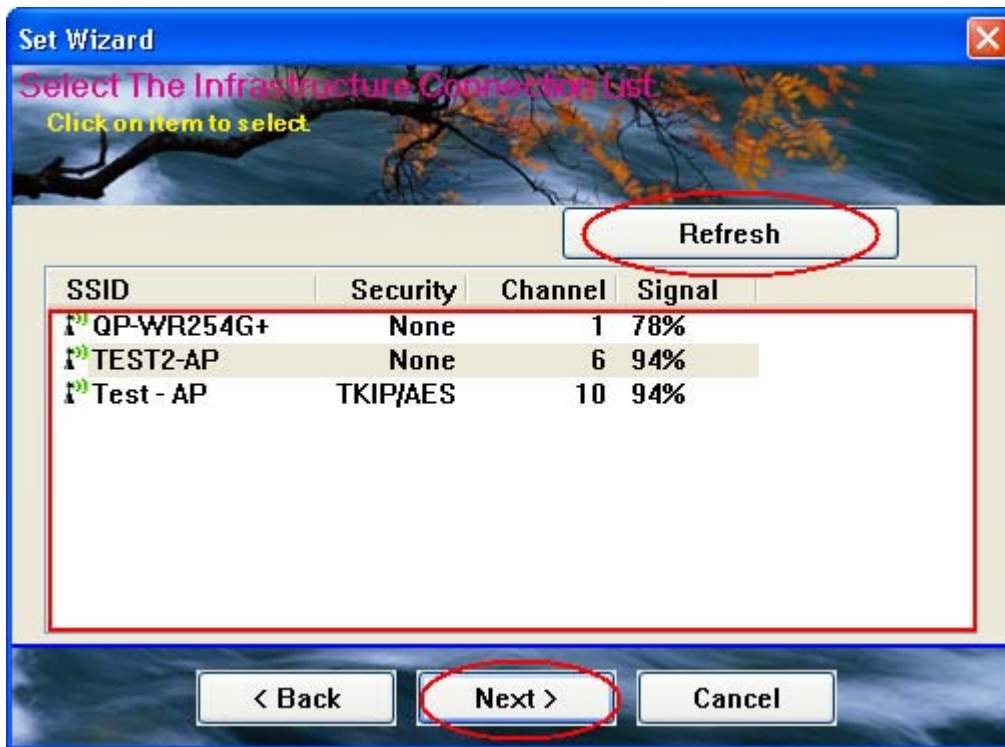 Set Wizard
Select The Infrastructure Connection List
Click on item to select.
Refresh
SSID Security Channel Signal
QP-WR254G+ None 1 78%
TEST2-AP None 6 94%
Test - AP TKIP/AES 10 94%
< Back Next > Cancel